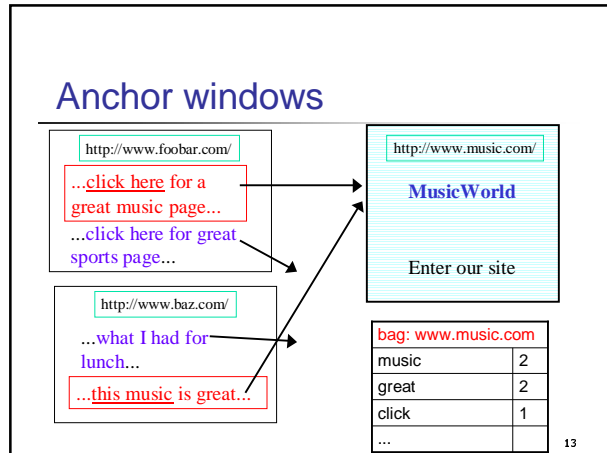 Anchor windows
http://www.foobar.com/
...click here for a
great music page...
...click here for great
sports page...
http://www.baz.com/
...what I had for
lunch...
...this music is great...
http://www.music.com/
MusicWorld
Enter our site
bag: www.music.com
music 2
great 2
click 1
...
13